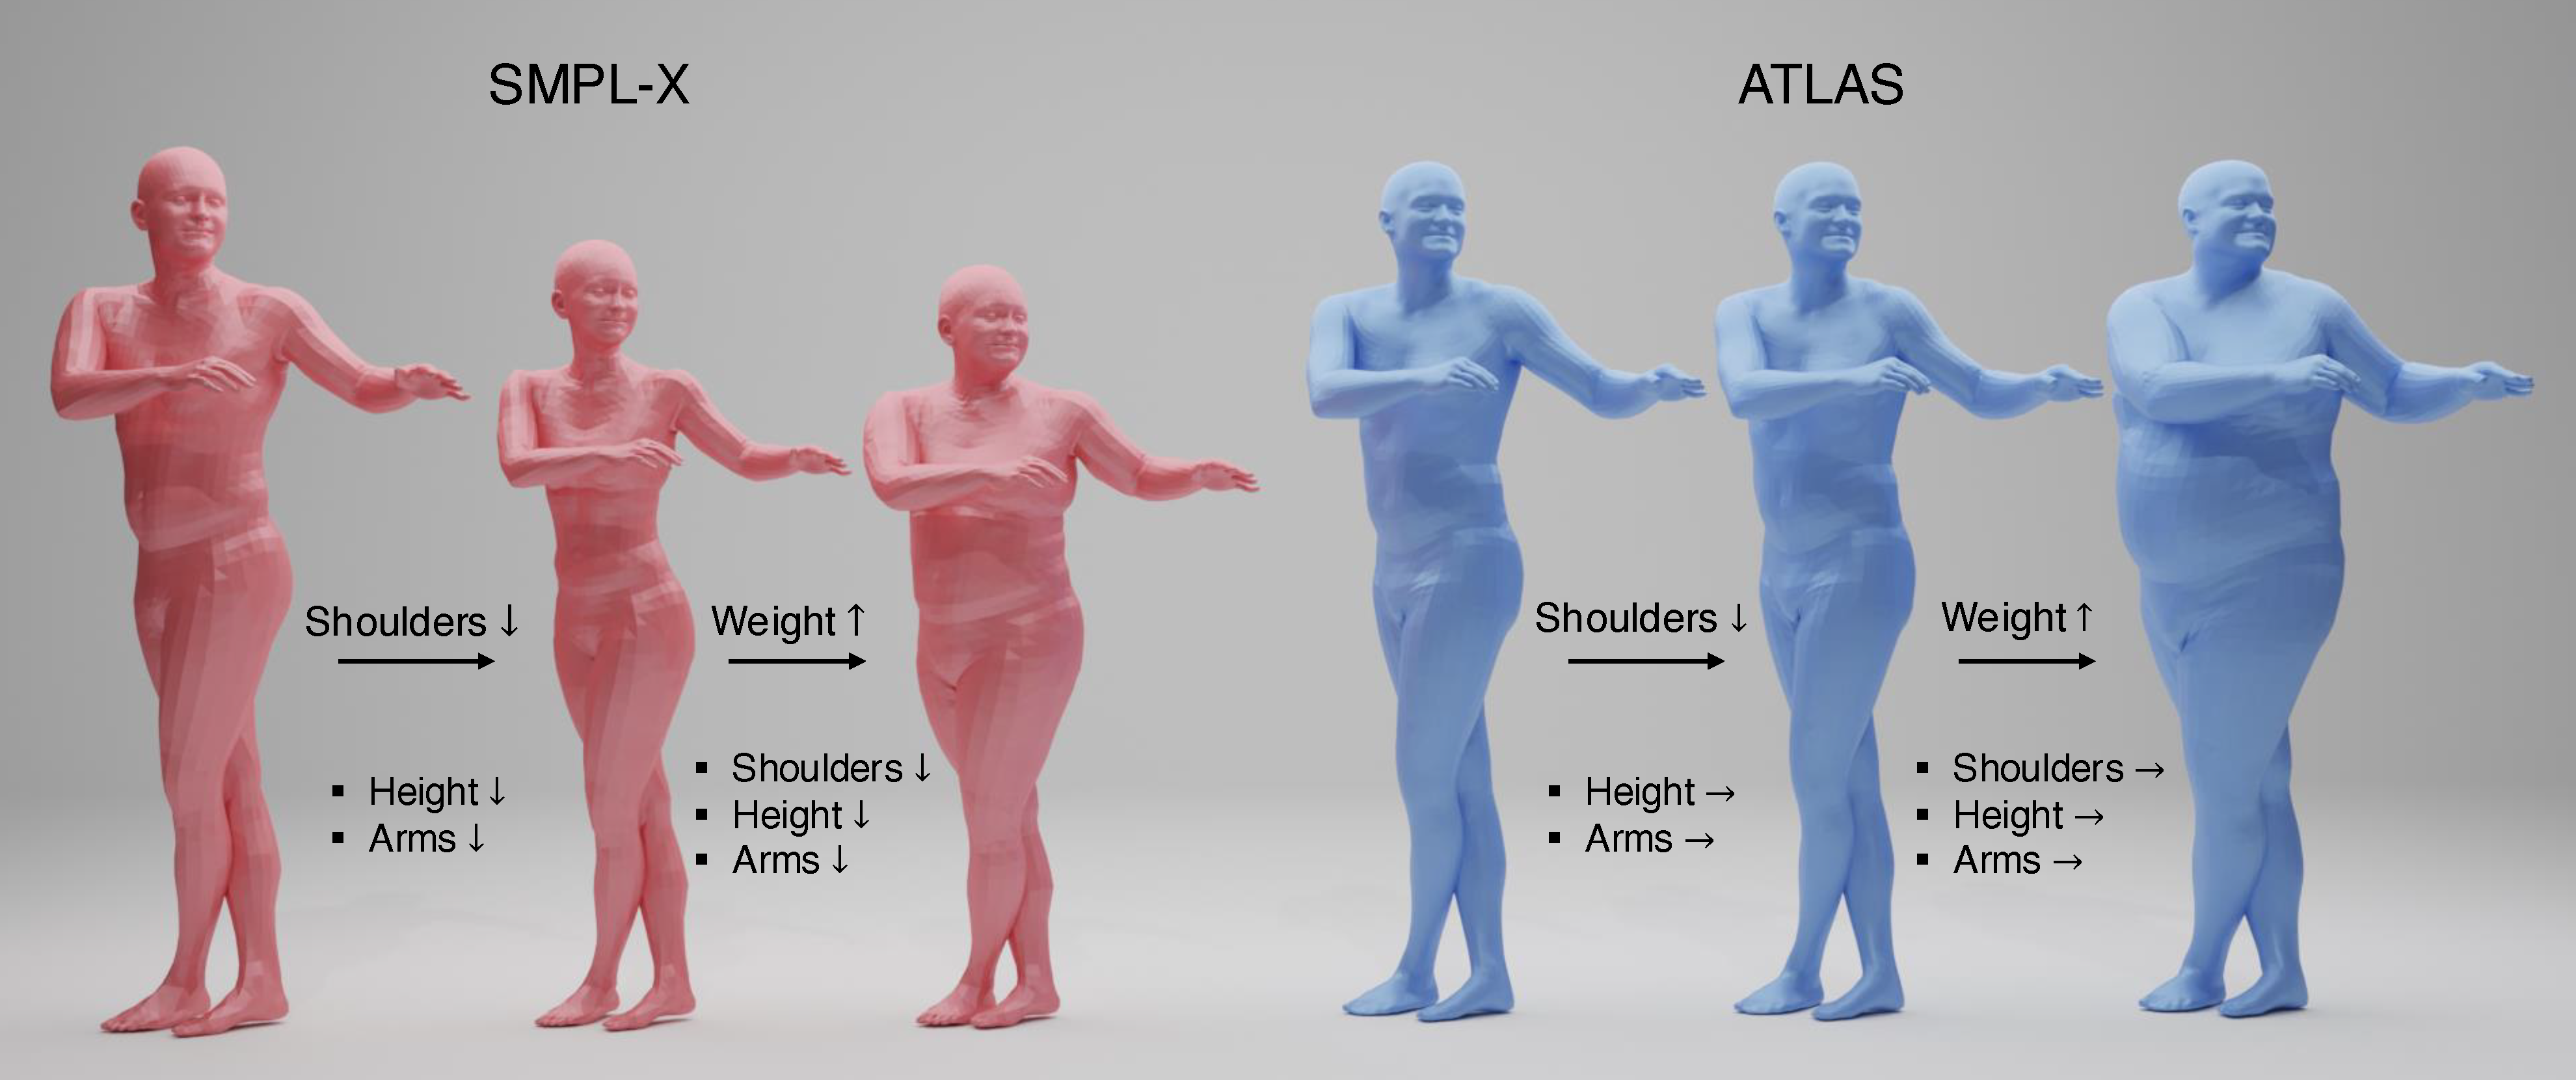 SMPL-X
Shoulders ↓
Weight ↑
▪ Height ↓
▪ Arms ↓
▪ Shoulders ↓
▪ Height ↓
▪ Arms ↓
ATLAS
Shoulders ↓
Weight ↑
▪ Height →
▪ Arms →
▪ Shoulders →
▪ Height →
▪ Arms →